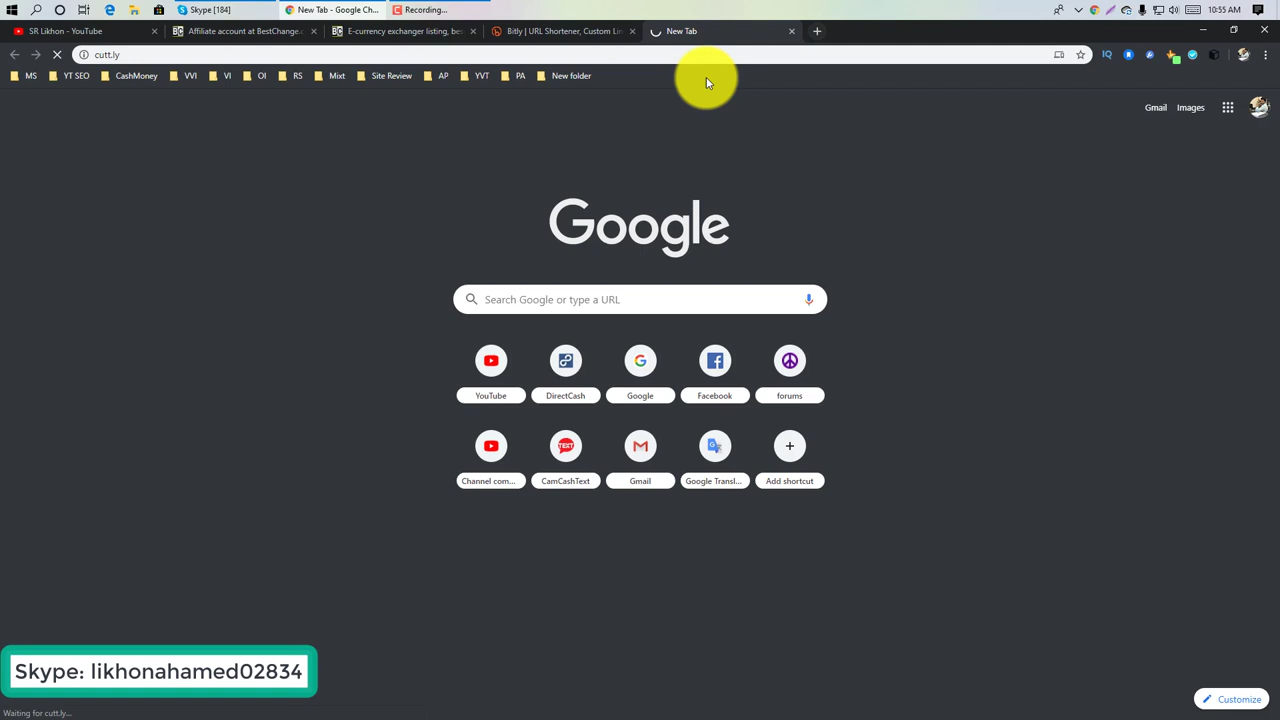 Skype [184]
New Tab - Google Ch...
Recording...
10:55 AM
SR Likhon - YouTube
Affiliate account at BestChange.c
E-currency exchanger listing, bes
Bitly | URL Shortener, Custom Lin
New Tab
cutt.ly
MS
YT SEO
CashMoney
VVI
VI
OI
RS
Mixt
Site Review
AP
YVT
PA
New folder
Gmail
Images
Google
Search Google or type a URL
YouTube
DirectCash
Google
Facebook
forums
TEXT
Channel com...
CamCashText
Gmail
Google Transl...
Add shortcut
Skype: likhonahamed02834
Customize
Waiting for cutt.ly...